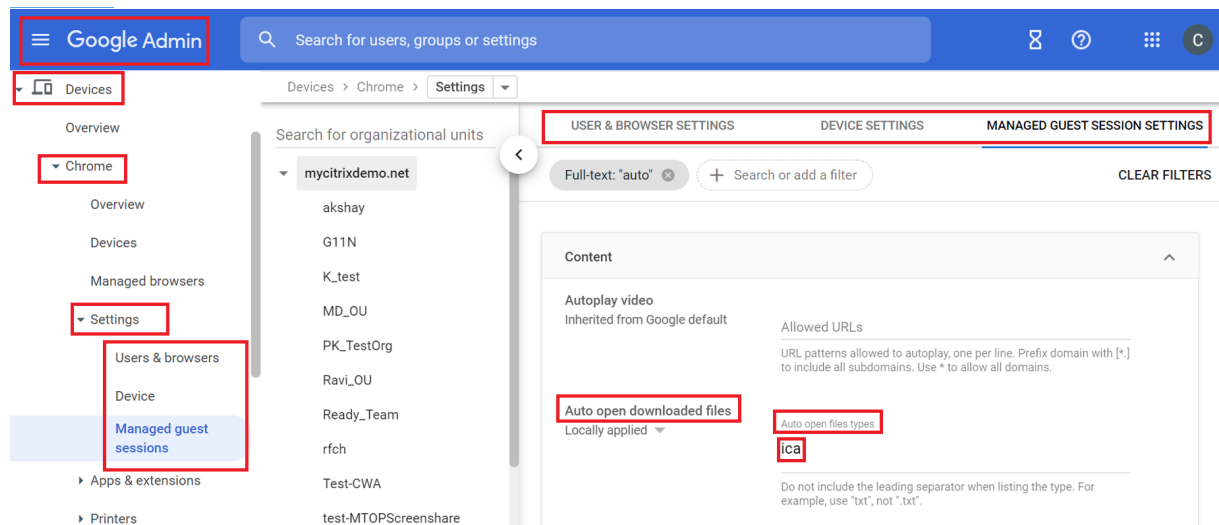 Google Admin
Search for users, groups or settings
C
Devices
Overview
Chrome
Overview
Devices
Managed browsers
Settings
Users & browsers
Device
Managed guest
sessions
Apps & extensions
Printers
Devices > Chrome > Settings
Search for organizational units
mycitrixdemo.net
akshay
G11N
K_test
MD_OU
PK_TestOrg
Ravi_OU
Ready_Team
rfch
Test-CWA
test-MTOPScreenshare
USER & BROWSER SETTINGS DEVICE SETTINGS MANAGED GUEST SESSION SETTINGS
Full-text: "auto" + Search or add a filter CLEAR FILTERS
Content
Autoplay video
Inherited from Google default
Allowed URLs
URL patterns allowed to autoplay, one per line. Prefix domain with [*.]
to include all subdomains. Use * to allow all domains.
Auto open downloaded files
Locally applied
Auto open files types
ica
Do not include the leading separator when listing the type. For
example, use "txt", not ".txt".